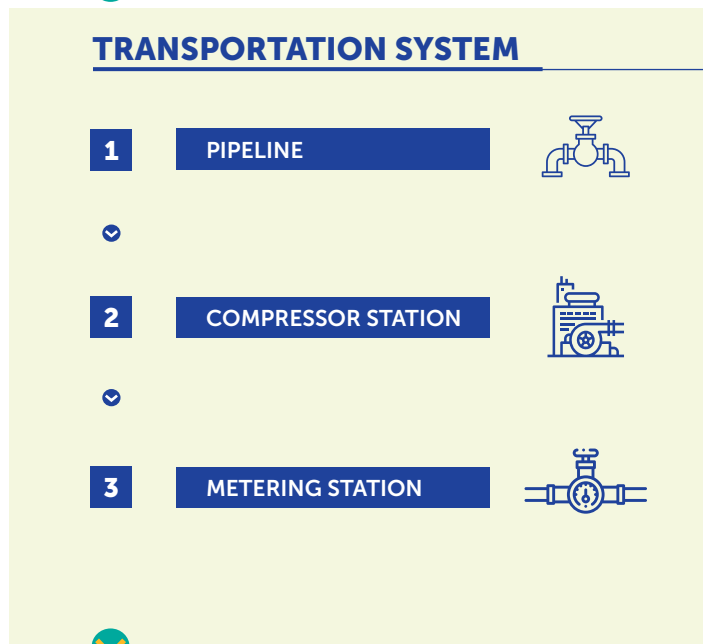 TRANSPORTATION SYSTEM
1 PIPELINE
2 COMPRESSOR STATION
3 METERING STATION